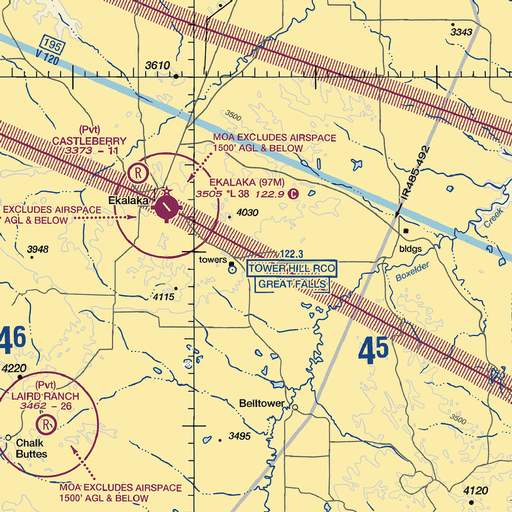 195
V 120
3343
3610
3500
(Pvt)
CASTLEBERRY
3373 - 11
MOA EXCLUDES AIRSPACE
1500' AGL & BELOW
R
IR485-492
EKALAKA (97M)
3505 *L 38 122.9 C
Ekalaka
4030
EXCLUDES AIRSPACE
AGL & BELOW
Creek
bldgs
3948
towers
122.3
TOWER HILL RCO
GREAT FALLS
Boxelder
4115
46
45
4220
(Pvt)
LAIRD RANCH
3462 - 26
R
Belltower
3500
Chalk
Buttes
3495
MOA EXCLUDES AIRSPACE
1500' AGL & BELOW
4120